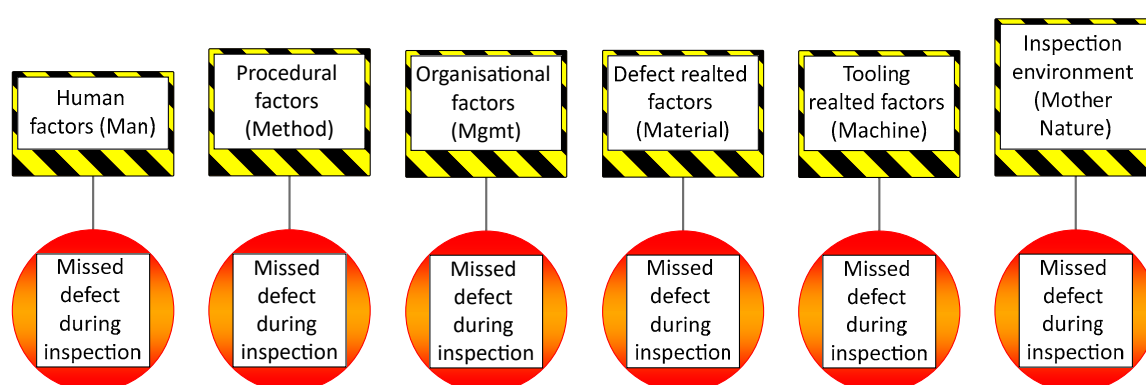 Human
factors (Man)
Procedural
factors
(Method)
Organisational
factors
(Mgmt)
Defect realted
factors
(Material)
Tooling
realted factors
(Machine)
Inspection
environment
(Mother
Nature)
Missed
defect
during
inspection
Missed
defect
during
inspection
Missed
defect
during
inspection
Missed
defect
during
inspection
Missed
defect
during
inspection
Missed
defect
during
inspection